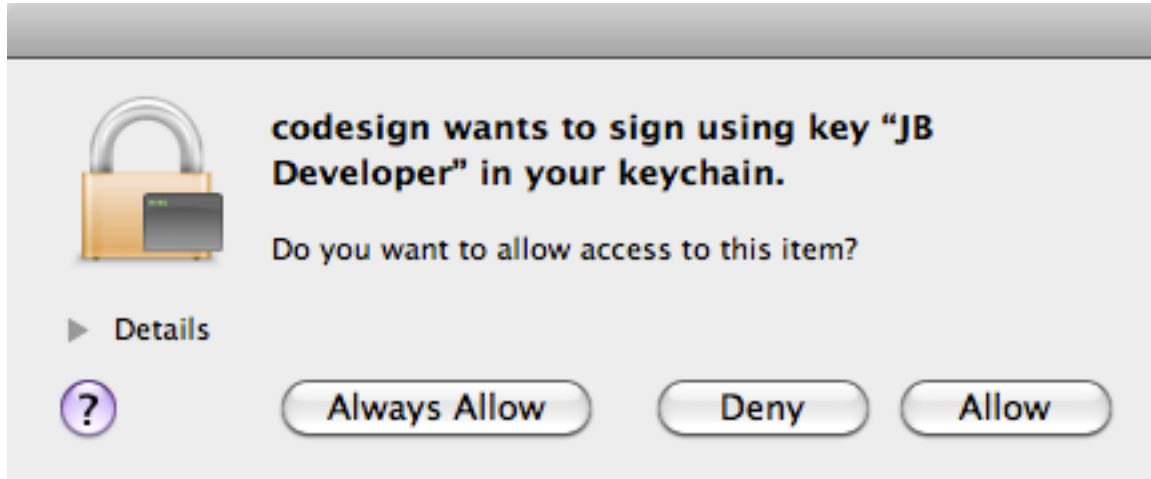 codesign wants to sign using key “JB
Developer” in your keychain.
Do you want to allow access to this item?
Details
?
Always Allow
Deny
Allow